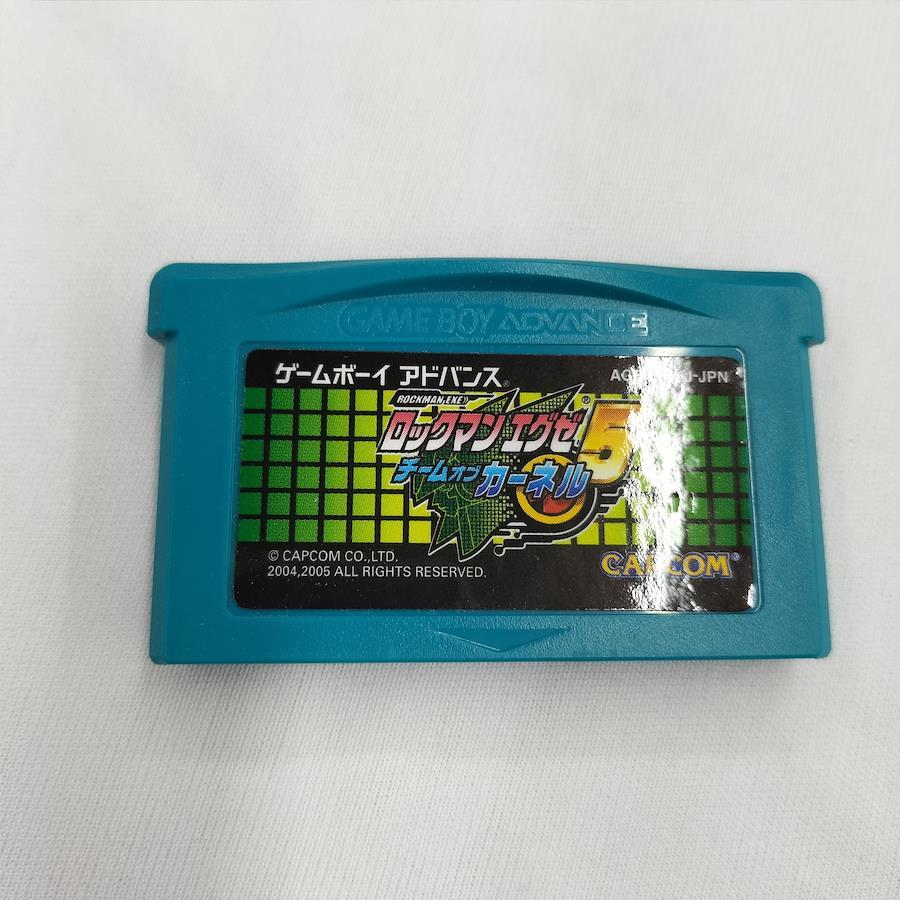 GAME BOY ADVANCE
ゲームボーイ アドバンス®
ROCKMAN.EXE
ロックマン エグゼ® 5
チーム オブ カーネル
© CAPCOM CO.,LTD.
2004,2005 ALL RIGHTS RESERVED.
CAPCOM®